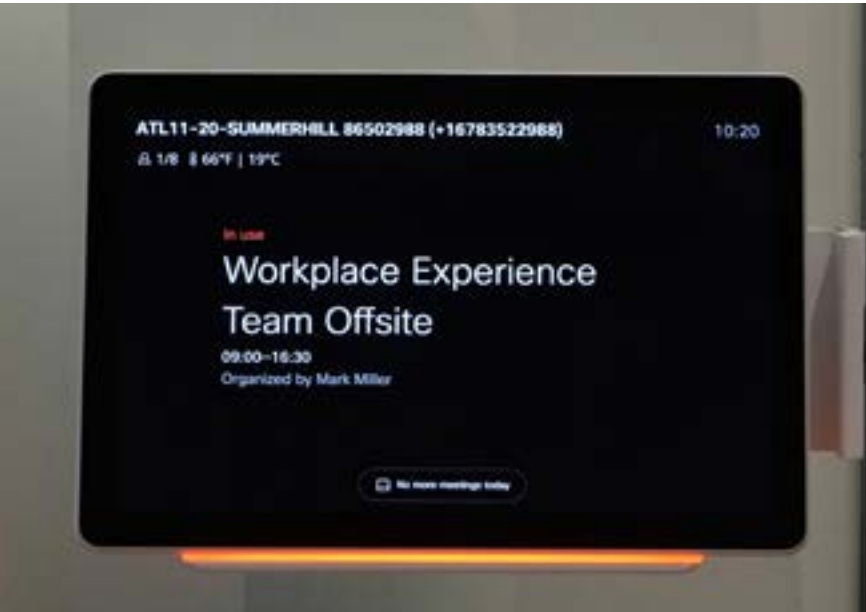 ATL11-20-SUMMERHILL 86502988 (+16783522988) 10:20
1/8 66°F | 19°C
In use
Workplace Experience
Team Offsite
09:00–16:30
Organized by Mark Miller
No more meetings today